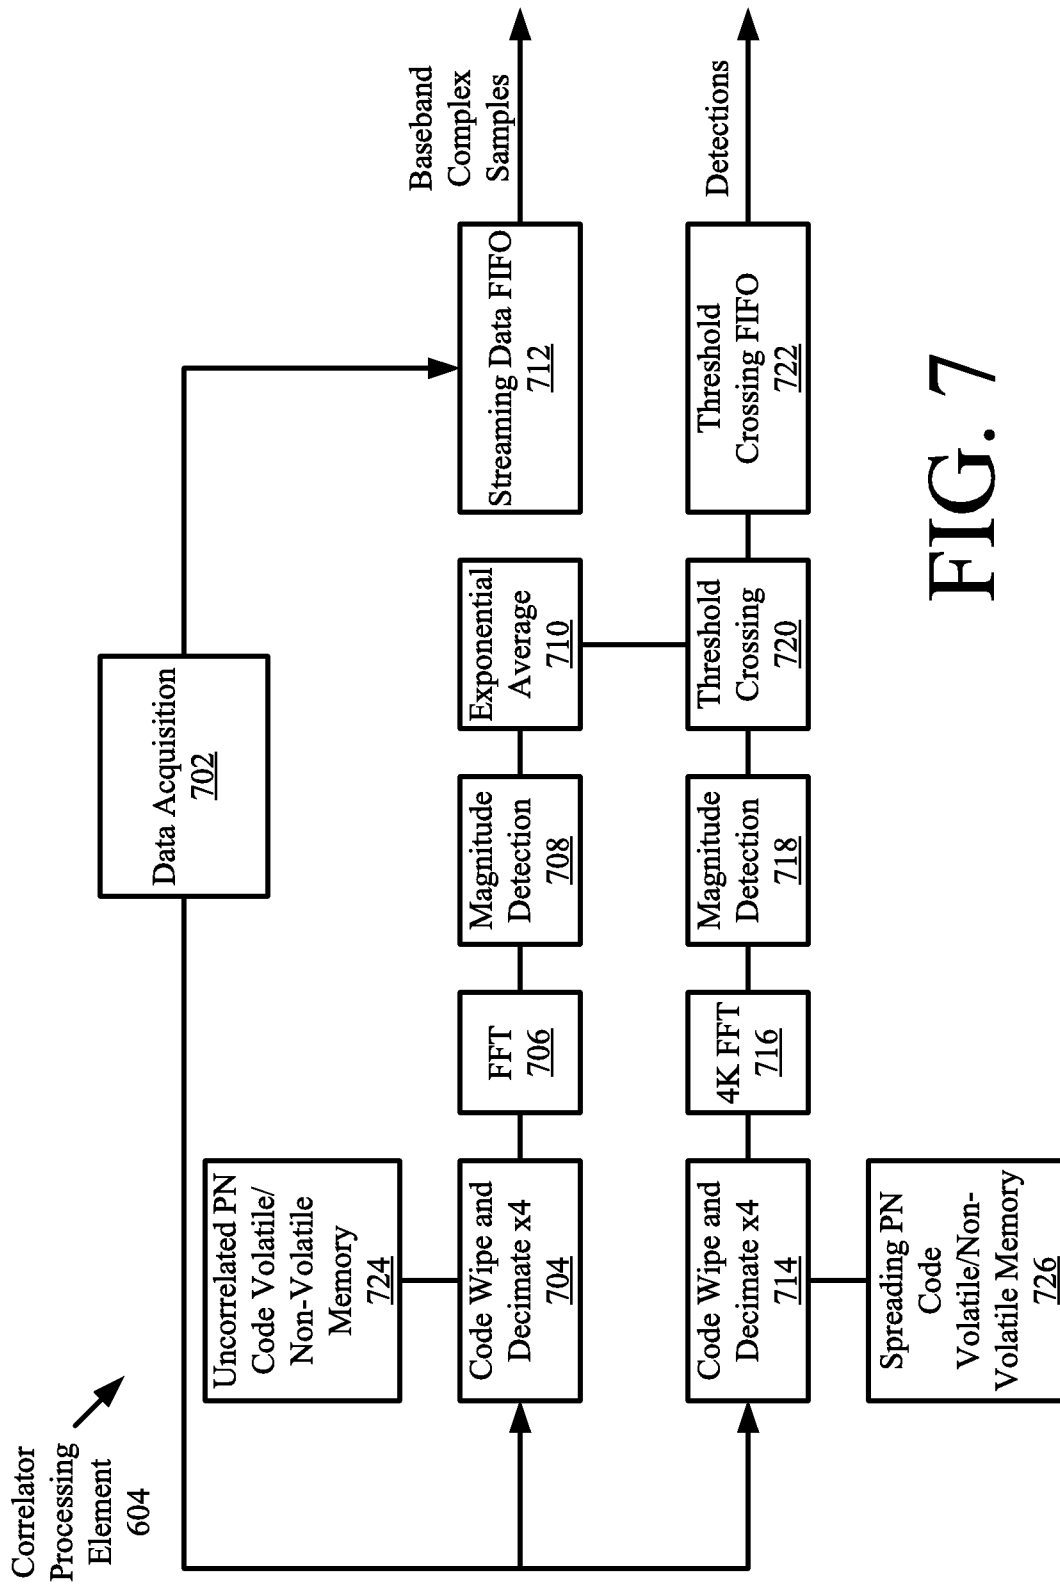 Correlator
Processing
Element
604
Data Acquisition
702
Uncorrelated PN
Code Volatile/
Non-Volatile
Memory
724
Code Wipe and
Decimate x4
704
FFT
706
Magnitude
Detection
708
Exponential
Average
710
Streaming Data FIFO
712
Baseband
Complex
Samples
Code Wipe and
Decimate x4
714
4K FFT
716
Magnitude
Detection
718
Threshold
Crossing
720
Threshold
Crossing FIFO
722
Detections
Spreading PN
Code
Volatile/Non-
Volatile Memory
726
FIG. 7